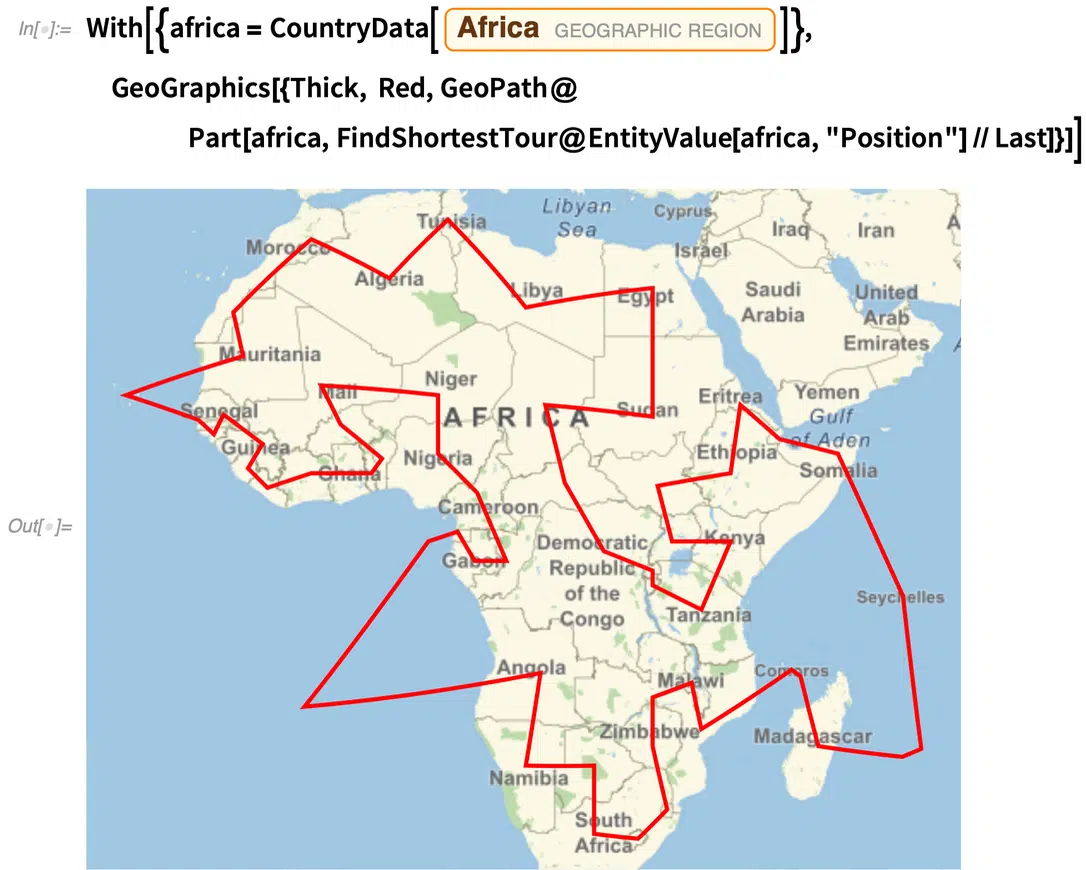 In[•]:= With[{africa = CountryData[ Africa GEOGRAPHIC REGION ]},
GeoGraphics[{Thick, Red, GeoPath@
Part[africa, FindShortestTour@EntityValue[africa, "Position"] // Last]}]]
Out[•]=
Libyan
Sea
Cyprus
Tunisia
Morocco
Israel
Iraq
Iran
A
Algeria
Libya
Egypt
Saudi
Arabia
United
Arab
Emirates
A
Mauritania
Mali
Niger
Senegal
AFRICA
Sudan
Eritrea
Yemen
Gulf
of Aden
Guinea
Ghana
Nigeria
Ethiopia
Somalia
Cameroon
Gabon
Democratic
Republic
of the
Congo
Kenya
Seychelles
Tanzania
Angola
Malawi
Comoros
Zimbabwe
Madagascar
Namibia
South
Africa